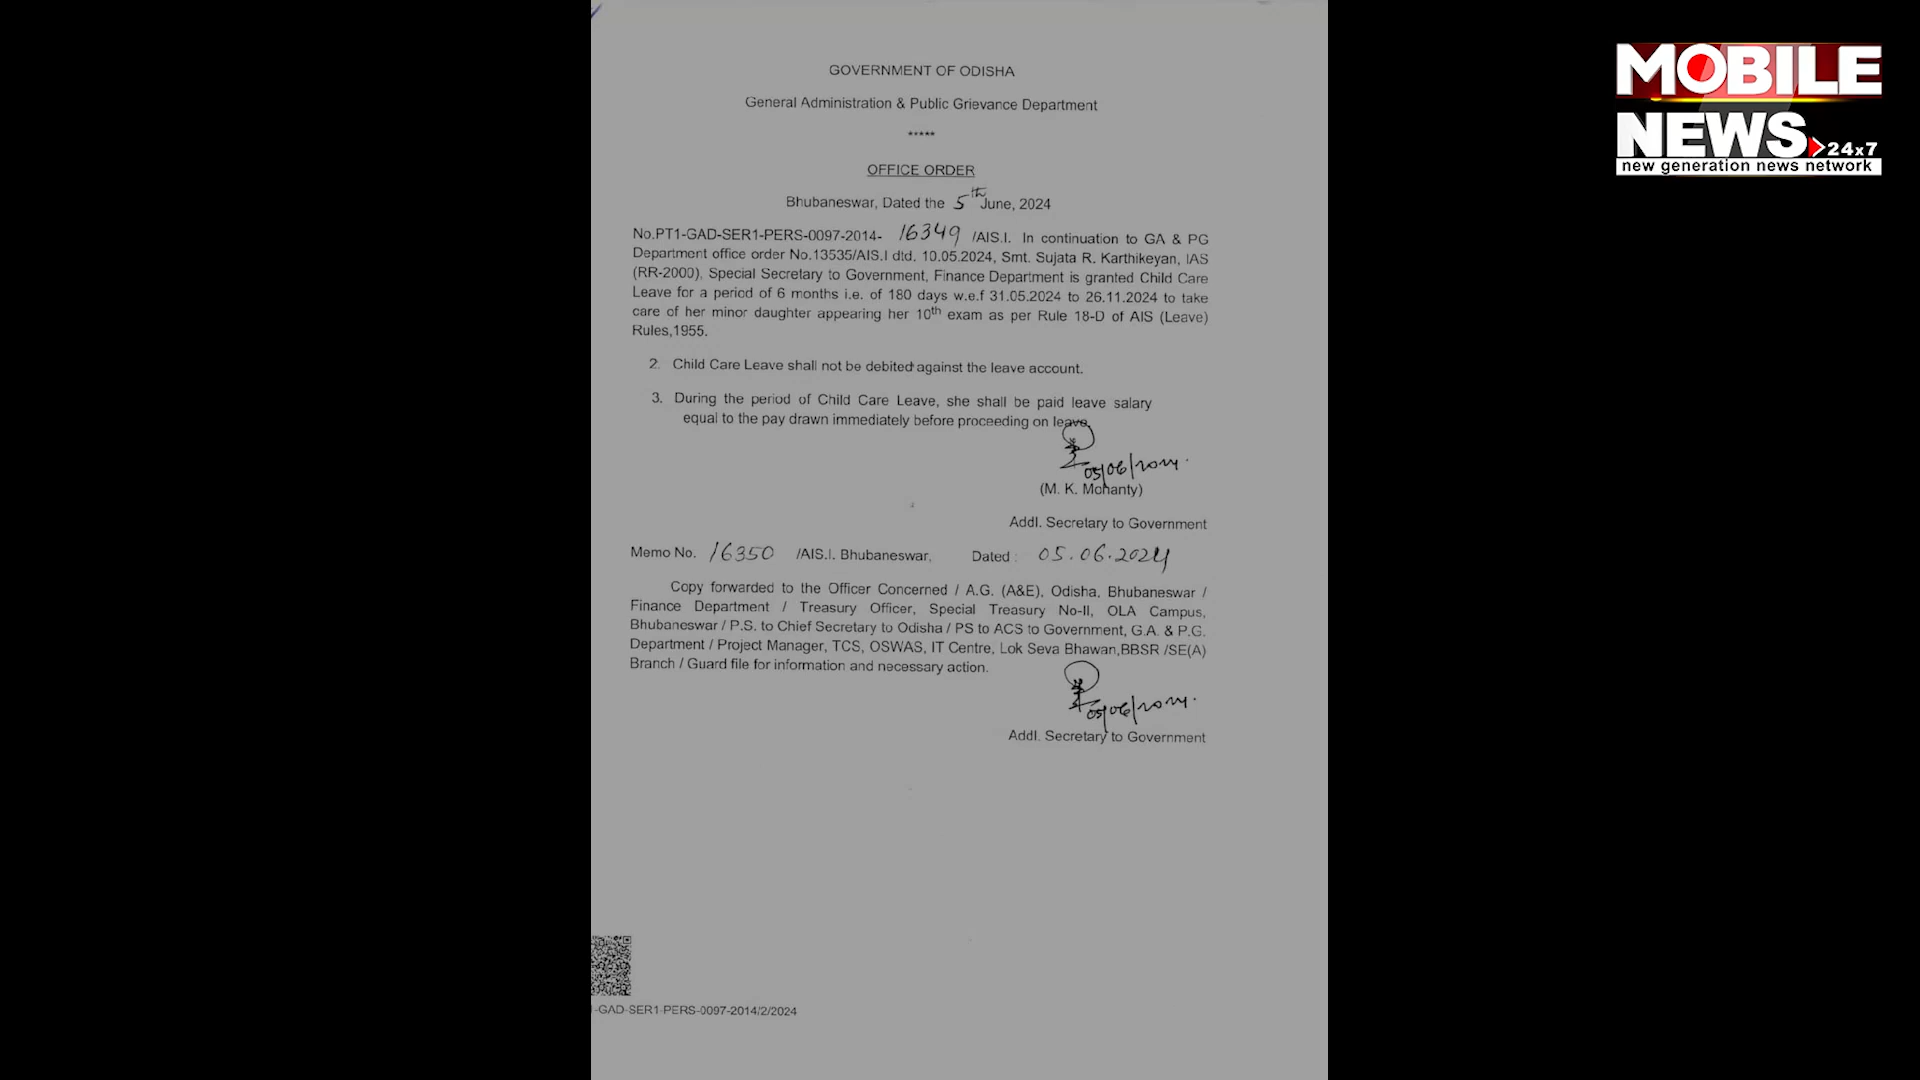 GOVERNMENT OF ODISHA
General Administration & Public Grievance Department
*****
OFFICE ORDER
Bhubaneswar, Dated the 5th June, 2024
No.PT1-GAD-SER1-PERS-0097-2014- 16349 /AIS.I. In continuation to GA & PG
Department office order No.13535/AIS.I dtd. 10.05.2024, Smt. Sujata R. Karthikeyan, IAS
(RR-2000), Special Secretary to Government, Finance Department is granted Child Care
Leave for a period of 6 months i.e. of 180 days w.e.f 31.05.2024 to 26.11.2024 to take
care of her minor daughter appearing her 10th exam as per Rule 18-D of AIS (Leave)
Rules,1955.
2. Child Care Leave shall not be debited against the leave account.
3. During the period of Child Care Leave, she shall be paid leave salary
equal to the pay drawn immediately before proceeding on leave.
05/06/2024.
(M. K. Mohanty)
Addl. Secretary to Government
Memo No. 16350 /AIS.I. Bhubaneswar, Dated : 05.06.2024
Copy forwarded to the Officer Concerned / A.G. (A&E), Odisha, Bhubaneswar /
Finance Department / Treasury Officer, Special Treasury No-II, OLA Campus,
Bhubaneswar / P.S. to Chief Secretary to Odisha / PS to ACS to Government, G.A. & P.G.
Department / Project Manager, TCS, OSWAS, IT Centre, Lok Seva Bhawan,BBSR /SE(A)
Branch / Guard file for information and necessary action.
05/06/2024.
Addl. Secretary to Government
-GAD-SER1-PERS-0097-2014/2/2024
MOBILE
NEWS 24x7
new generation news network